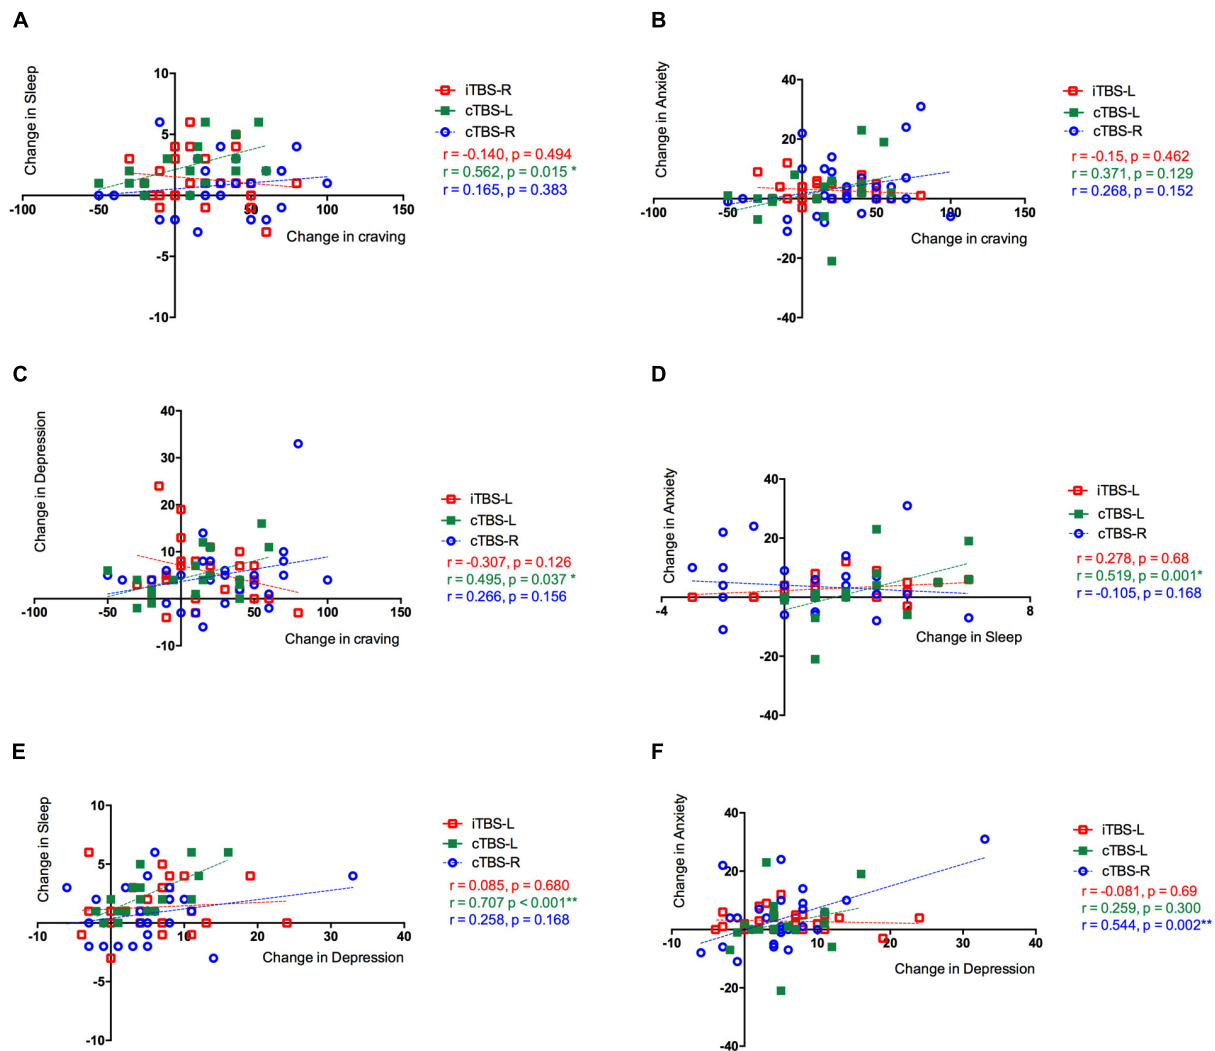 A
Change in Sleep
10
5
0
-5
-10
-100
-50
50
100
150
Change in craving
iTBS-R
cTBS-L
cTBS-R
r = -0.140, p = 0.494
r = 0.562, p = 0.015 *
r = 0.165, p = 0.383
B
Change in Anxiety
40
20
0
-20
-40
-100
-50
50
100
150
Change in craving
iTBS-L
cTBS-L
cTBS-R
r = -0.15, p = 0.462
r = 0.371, p = 0.129
r = 0.268, p = 0.152
C
Change in Depression
40
30
20
10
0
-10
-100
-50
50
100
150
Change in craving
iTBS-L
cTBS-L
cTBS-R
r = -0.307, p = 0.126
r = 0.495, p = 0.037 *
r = 0.266, p = 0.156
D
Change in Anxiety
40
20
0
-20
-40
-4
8
Change in Sleep
iTBS-L
cTBS-L
cTBS-R
r = 0.278, p = 0.68
r = 0.519, p = 0.001*
r = -0.105, p = 0.168
E
Change in Sleep
10
5
0
-5
-10
-10
10
20
30
40
Change in Depression
iTBS-L
cTBS-L
cTBS-R
r = 0.085, p = 0.680
r = 0.707 p < 0.001**
r = 0.258, p = 0.168
F
Change in Anxiety
40
20
0
-20
-40
-10
10
20
30
40
Change in Depression
iTBS-L
cTBS-L
cTBS-R
r = -0.081, p = 0.69
r = 0.259, p = 0.300
r = 0.544, p = 0.002**